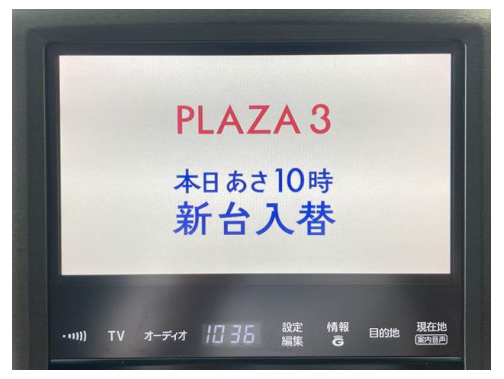 PLAZA 3
本日あさ10時
新台入替
TV オーディオ 10 36 設定 情報 目的地 現在地
編集 G 案内音声